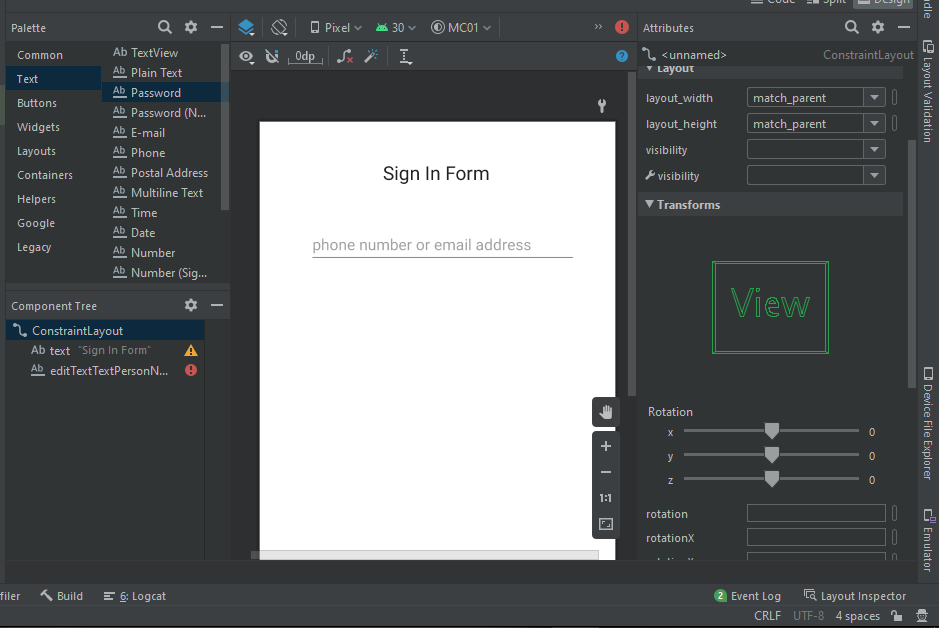 Code Split Design
Palette
Pixel 30 MC01 >>
Attributes
Common
Text
Buttons
Widgets
Layouts
Containers
Helpers
Google
Legacy
Ab TextView
Ab Plain Text
Ab Password
Ab Password (N...
Ab E-mail
Ab Phone
Ab Postal Address
Ab Multiline Text
Ab Time
Ab Date
Ab Number
Ab Number (Sig...
0dp
?
Component Tree
ConstraintLayout
Ab text "Sign In Form"
Ab editTextTextPersonN...
Sign In Form
phone number or email address
1:1
<unnamed> ConstraintLayout
Layout
layout_width match_parent
layout_height match_parent
visibility
visibility
Transforms
View
Rotation
x 0
y 0
z 0
rotation
rotationX
Layout Validation
Device File Explorer
Emulator
filer Build 6: Logcat
2 Event Log Layout Inspector
CRLF UTF-8 4 spaces